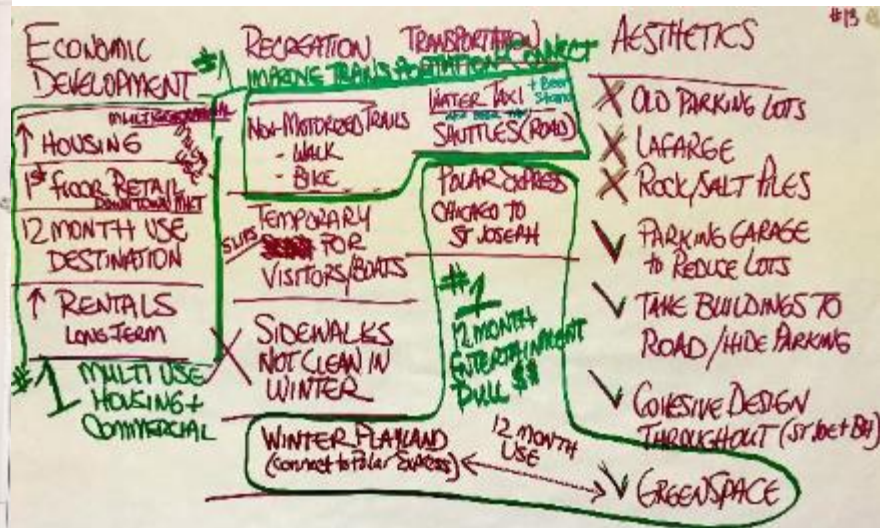 #13
ECONOMIC
DEVELOPMENT
MULTIGENERATIONAL
↑ HOUSING
1st FLOOR RETAIL
DOWNTOWN MKT
12 MONTH USE
DESTINATION
↑ RENTALS
LONG TERM
#1 MULTI USE
HOUSING +
COMMERCIAL
RECREATION TRANSPORTATION
#1 TRANSPORTATION CONNECT
NON-MOTORIZED TRAILS
- WALK
- BIKE
WATER TAXI
SHUTTLES (ROAD)
POLAR EXPRESS
CHICAGO TO
ST JOSEPH
TEMPORARY
SLIPS FOR
VISITORS/BOATS
SIDEWALKS
NOT CLEAN IN
WINTER
#1
12 MONTH
ENTERTAINMENT
PULL $$
WINTER PLAYLAND
(connect to Polar Express)
12 MONTH
USE
AESTHETICS
X OLD PARKING LOTS
X LAFARGE
X ROCK/SALT PILES
✓ PARKING GARAGE
to REDUCE LOTS
✓ TAKE BUILDINGS TO
ROAD/HIDE PARKING
✓ COHESIVE DESIGN
THROUGHOUT (ST JOE + BH)
✓ GREENSPACE